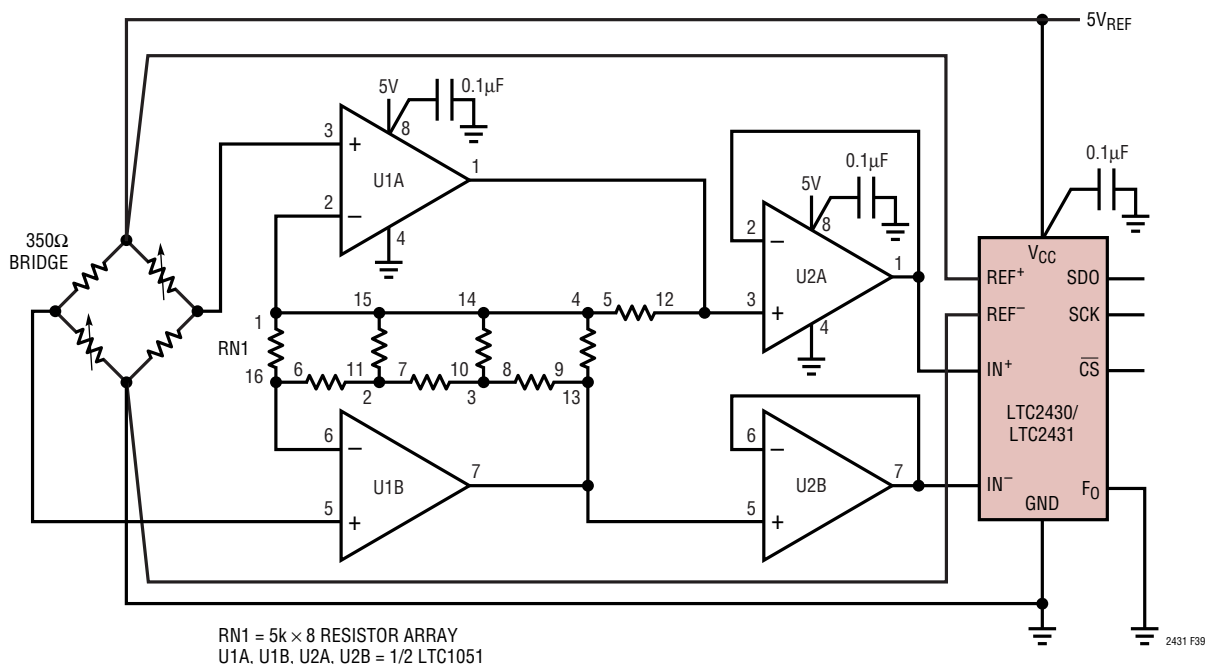 5VREF
5V
0.1µF
8
3
+
U1A
1
2
–
4
350Ω
BRIDGE
5V
0.1µF
8
2
–
U2A
1
3
+
4
0.1µF
VCC
REF+
SDO
REF–
SCK
IN+
CS
LTC2430/
LTC2431
IN–
FO
GND
15
14
4
5
12
1
RN1
16
6
11
7
10
8
9
2
3
13
6
–
U1B
7
5
+
6
–
U2B
7
5
+
RN1 = 5k × 8 RESISTOR ARRAY
U1A, U1B, U2A, U2B = 1/2 LTC1051
2431 F39